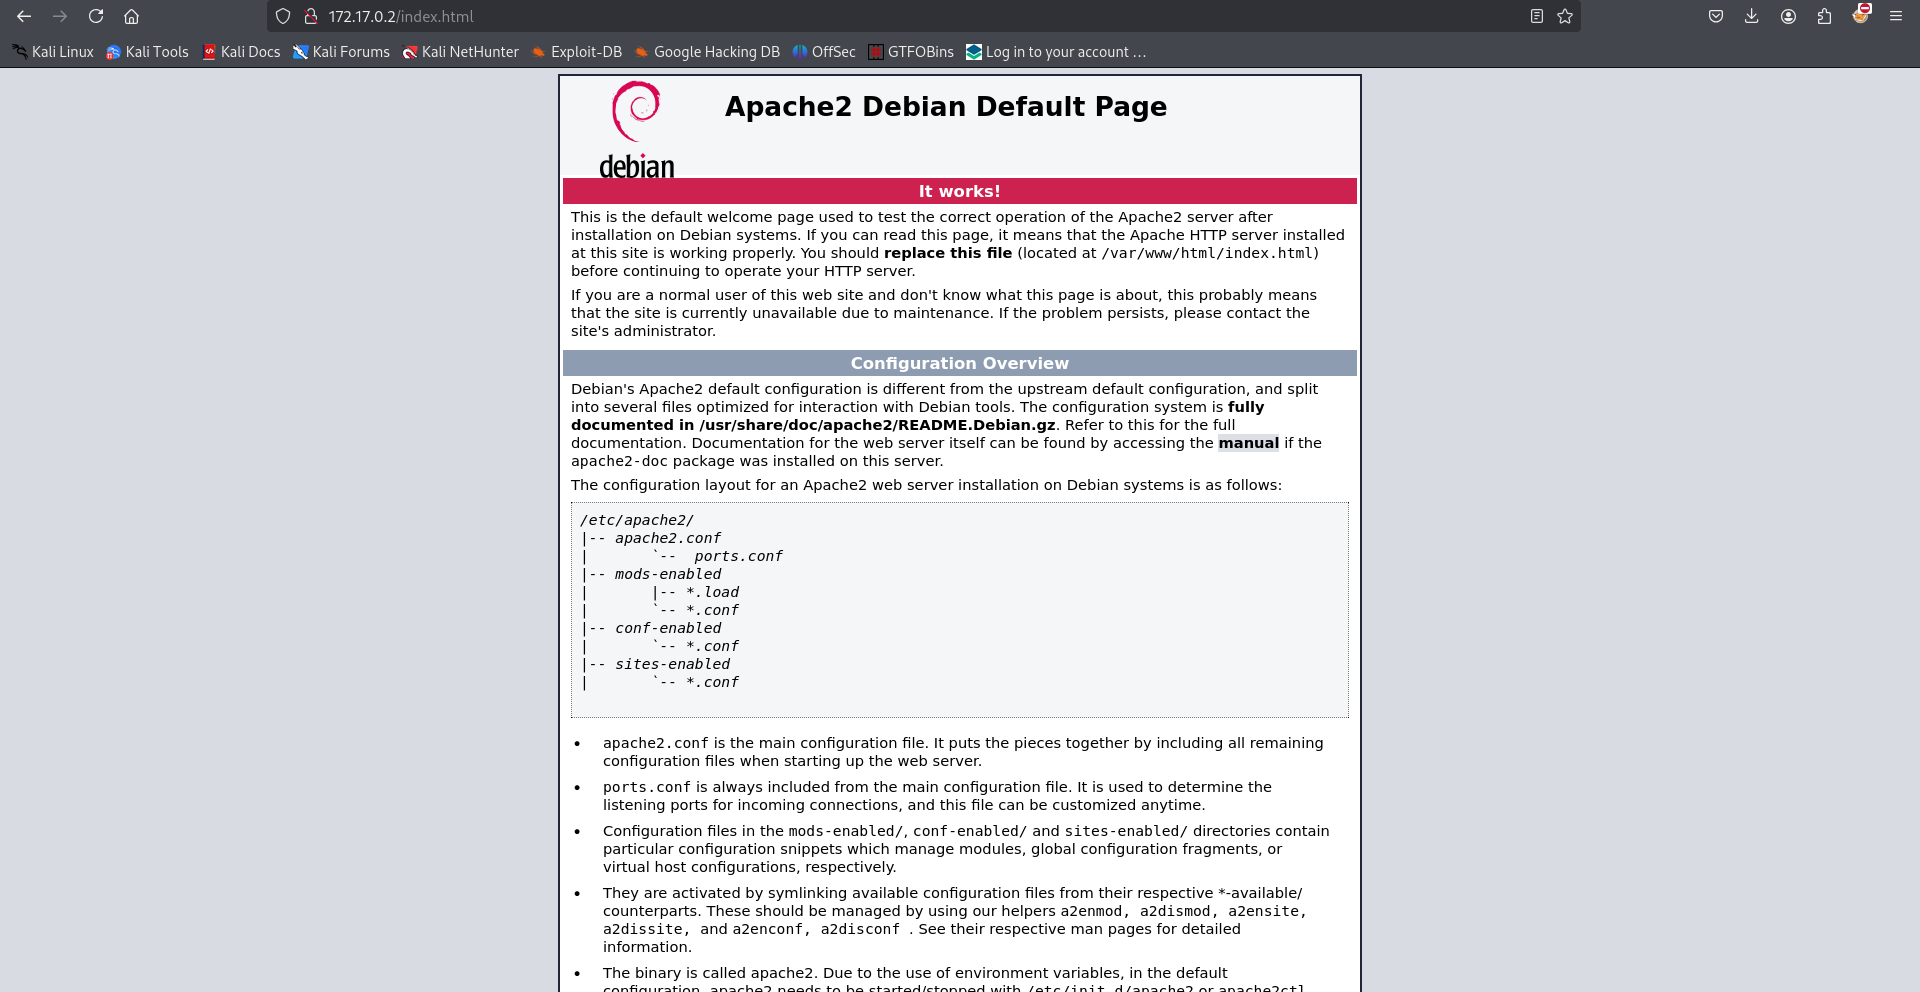 172.17.0.2/index.html
Kali Linux Kali Tools Kali Docs Kali Forums Kali NetHunter Exploit-DB Google Hacking DB OffSec GTFOBins Log in to your account ...
debian
Apache2 Debian Default Page
It works!
This is the default welcome page used to test the correct operation of the Apache2 server after
installation on Debian systems. If you can read this page, it means that the Apache HTTP server installed
at this site is working properly. You should replace this file (located at /var/www/html/index.html)
before continuing to operate your HTTP server.
If you are a normal user of this web site and don't know what this page is about, this probably means
that the site is currently unavailable due to maintenance. If the problem persists, please contact the
site's administrator.
Configuration Overview
Debian's Apache2 default configuration is different from the upstream default configuration, and split
into several files optimized for interaction with Debian tools. The configuration system is fully
documented in /usr/share/doc/apache2/README.Debian.gz. Refer to this for the full
documentation. Documentation for the web server itself can be found by accessing the manual if the
apache2-doc package was installed on this server.
The configuration layout for an Apache2 web server installation on Debian systems is as follows:
/etc/apache2/
|-- apache2.conf
|       `--  ports.conf
|-- mods-enabled
|       |-- *.load
|       `-- *.conf
|-- conf-enabled
|       `-- *.conf
|-- sites-enabled
|       `-- *.conf
• apache2.conf is the main configuration file. It puts the pieces together by including all remaining
configuration files when starting up the web server.
• ports.conf is always included from the main configuration file. It is used to determine the
listening ports for incoming connections, and this file can be customized anytime.
• Configuration files in the mods-enabled/, conf-enabled/ and sites-enabled/ directories contain
particular configuration snippets which manage modules, global configuration fragments, or
virtual host configurations, respectively.
• They are activated by symlinking available configuration files from their respective *-available/
counterparts. These should be managed by using our helpers a2enmod, a2dismod, a2ensite,
a2dissite, and a2enconf, a2disconf . See their respective man pages for detailed
information.
• The binary is called apache2. Due to the use of environment variables, in the default
configuration, apache2 needs to be started/stopped with /etc/init.d/apache2 or apache2ctl.